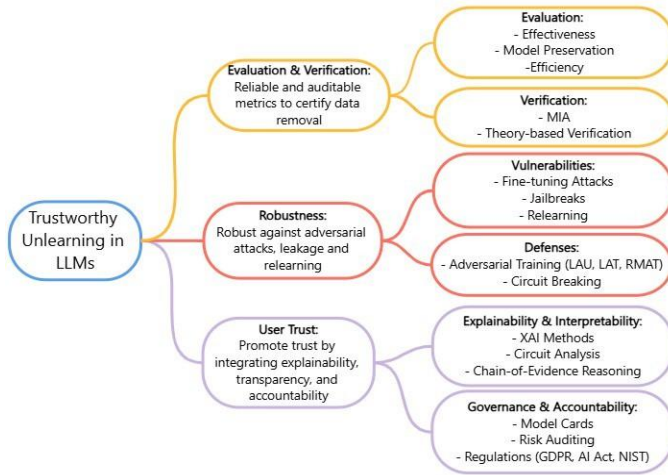 Trustworthy
Unlearning in
LLMs
Evaluation & Verification:
Reliable and auditable
metrics to certify data
removal
Evaluation:
- Effectiveness
- Model Preservation
-Efficiency
Verification:
- MIA
- Theory-based Verification
Robustness:
Robust against adversarial
attacks, leakage and
relearning
Vulnerabilities:
- Fine-tuning Attacks
- Jailbreaks
- Relearning
Defenses:
- Adversarial Training (LAU, LAT, RMAT)
- Circuit Breaking
User Trust:
Promote trust by
integrating explainability,
transparency, and
accountability
Explainability & Interpretability:
- XAI Methods
- Circuit Analysis
- Chain-of-Evidence Reasoning
Governance & Accountability:
- Model Cards
- Risk Auditing
- Regulations (GDPR, AI Act, NIST)